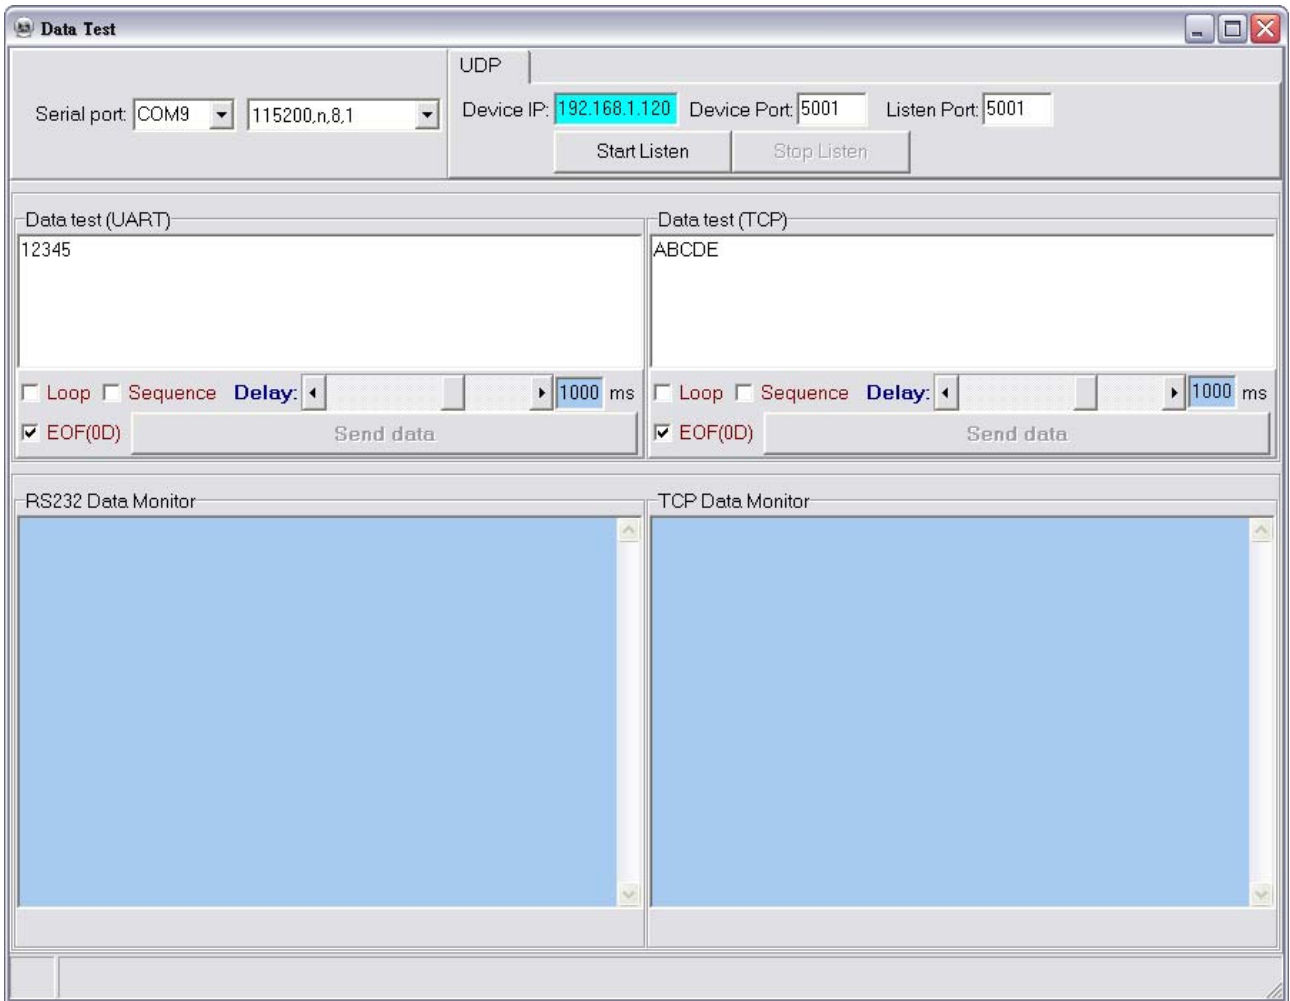 Data Test
UDP
Serial port: COM9 115200,n,8,1
Device IP: 192.168.1.120 Device Port: 5001 Listen Port: 5001
Start Listen Stop Listen
Data test (UART)
12345
Loop Sequence Delay: 1000 ms
EOF(0D) Send data
Data test (TCP)
ABCDE
Loop Sequence Delay: 1000 ms
EOF(0D) Send data
RS232 Data Monitor
TCP Data Monitor